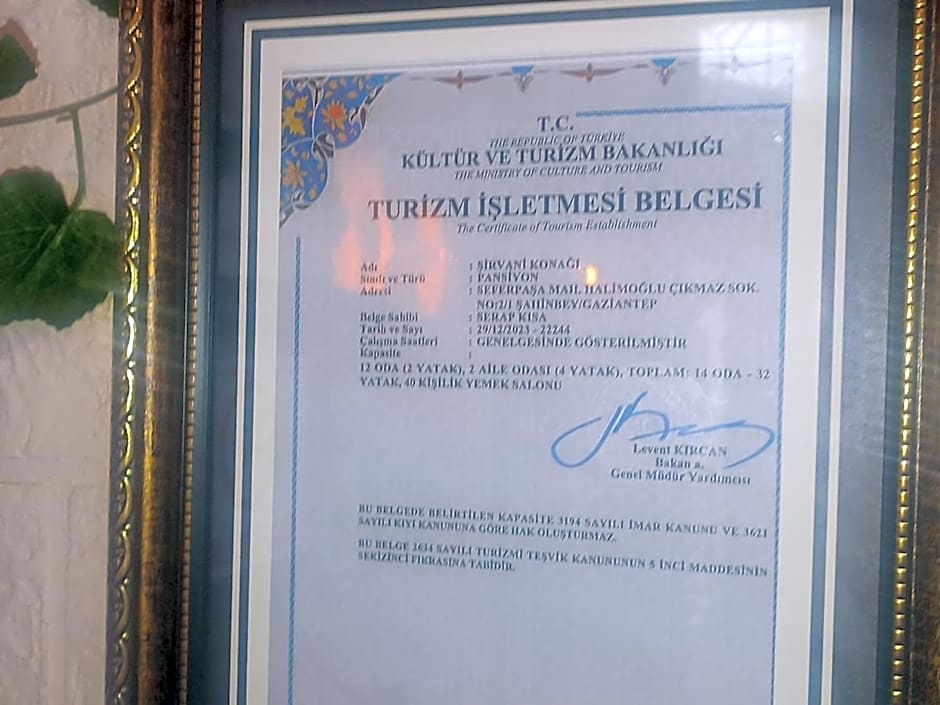 T.C.
THE REPUBLIC OF TÜRKİYE
KÜLTÜR VE TURİZM BAKANLIĞI
THE MINISTRY OF CULTURE AND TOURISM
TURİZM İŞLETMESİ BELGESİ
The Certificate of Tourism Establishment
Adı : ŞİRVANİ KONAĞI
Sınıfı ve Türü : PANSİYON
Adresi : SEFERPAŞA MAH. HALİMOĞLU ÇIKMAZ SOK.
NO:2/1 ŞAHİNBEY/GAZİANTEP
Belge Sahibi : SERAP KISA
Tarih ve Sayı : 29/12/2023 - 22244
Çalışma Saatleri : GENELGESİNDE GÖSTERİLMİŞTİR
Kapasite :
12 ODA (2 YATAK), 2 AİLE ODASI (4 YATAK), TOPLAM: 14 ODA - 32
YATAK, 40 KİŞİLİK YEMEK SALONU
Levent KIRCAN
Bakan a.
Genel Müdür Yardımcısı
BU BELGEDE BELİRTİLEN KAPASİTE 3194 SAYILI İMAR KANUNU VE 3621
SAYILI KIYI KANUNUNA GÖRE HAK OLUŞTURMAZ.
BU BELGE 2634 SAYILI TURİZMİ TEŞVİK KANUNUNUN 5 İNCİ MADDESİNİN
SEKİZİNCİ FIKRASINA TABİDİR.